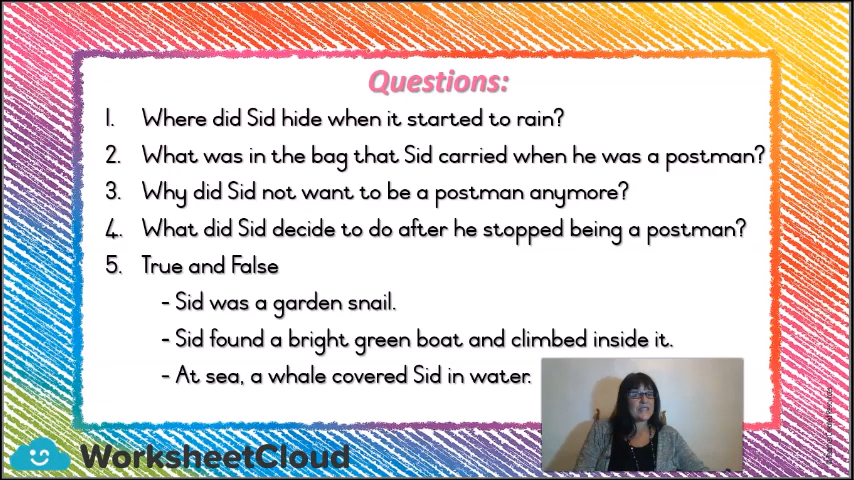 Questions:
1. Where did Sid hide when it started to rain?
2. What was in the bag that Sid carried when he was a postman?
3. Why did Sid not want to be a postman anymore?
4. What did Sid decide to do after he stopped being a postman?
5. True and False
- Sid was a garden snail.
- Sid found a bright green boat and climbed inside it.
- At sea, a whale covered Sid in water.
WorksheetCloud